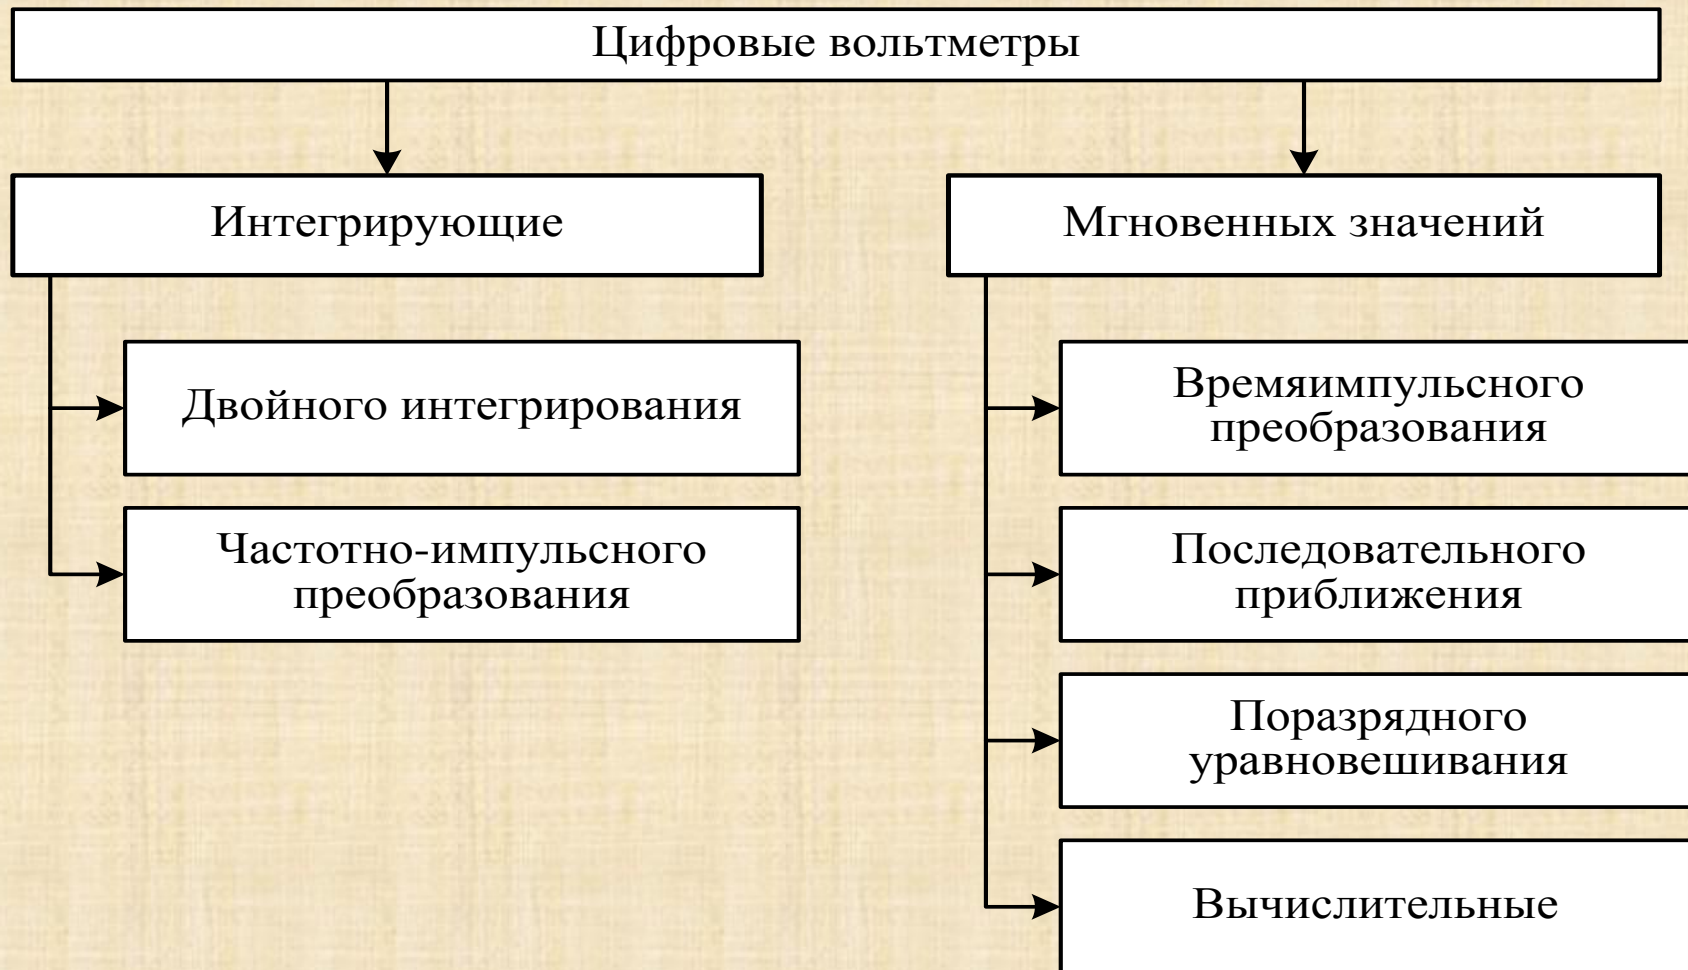 Цифровые вольтметры
Интегрирующие
Мгновенных значений
Двойного интегрирования
Частотно-импульсного
преобразования
Времяимпульсного
преобразования
Последовательного
приближения
Поразрядного
уравновешивания
Вычислительные